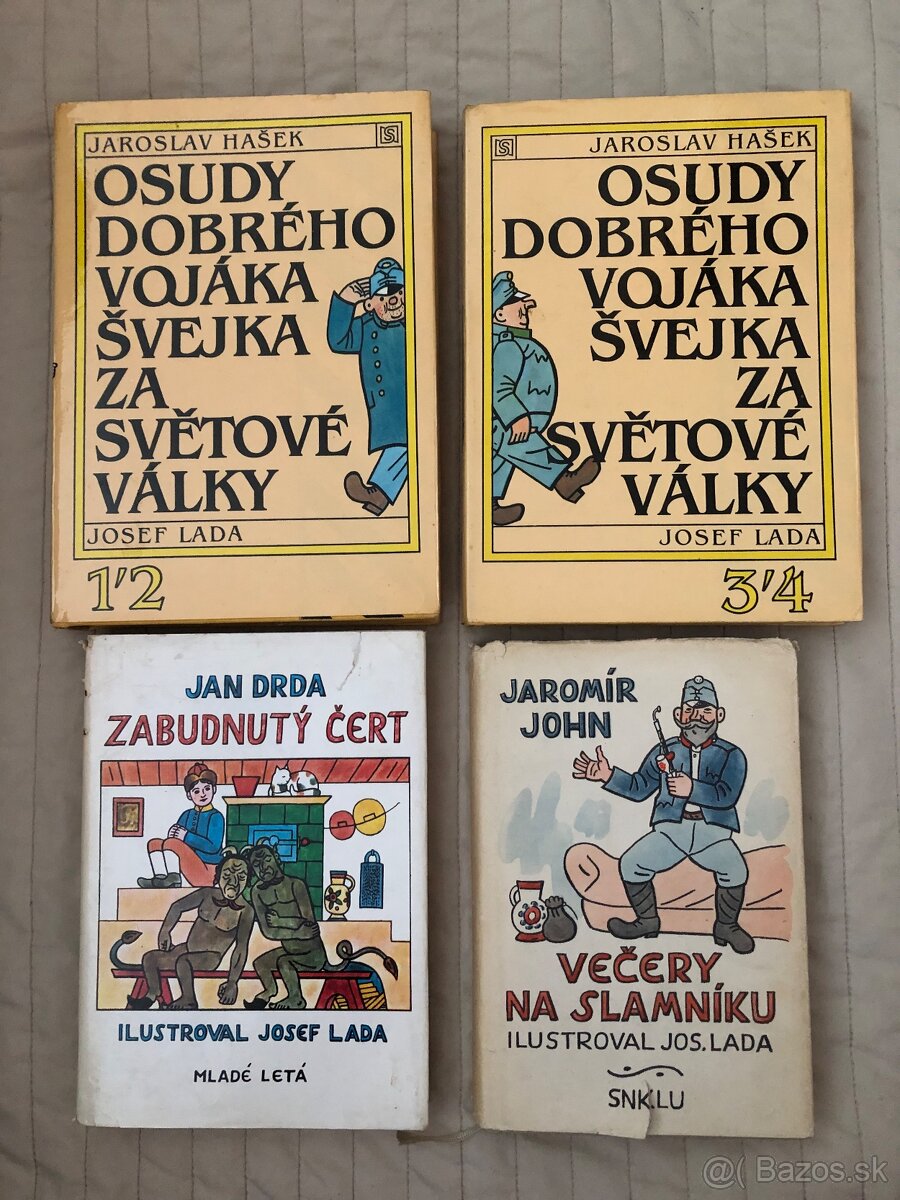 JAROSLAV HAŠEK
OSUDY
DOBRÉHO
VOJÁKA
ŠVEJKA
ZA
SVĚTOVÉ
VÁLKY
JOSEF LADA
1'2
JAROSLAV HAŠEK
OSUDY
DOBRÉHO
VOJÁKA
ŠVEJKA
ZA
SVĚTOVÉ
VÁLKY
JOSEF LADA
3'4
JAN DRDA
ZABUDNUTÝ ČERT
ILUSTROVAL JOSEF LADA
MLADÉ LETÁ
JAROMÍR
JOHN
VEČERY
NA SLAMNÍKU
ILUSTROVAL JOS. LADA
SNKLU
@( Bazos.sk